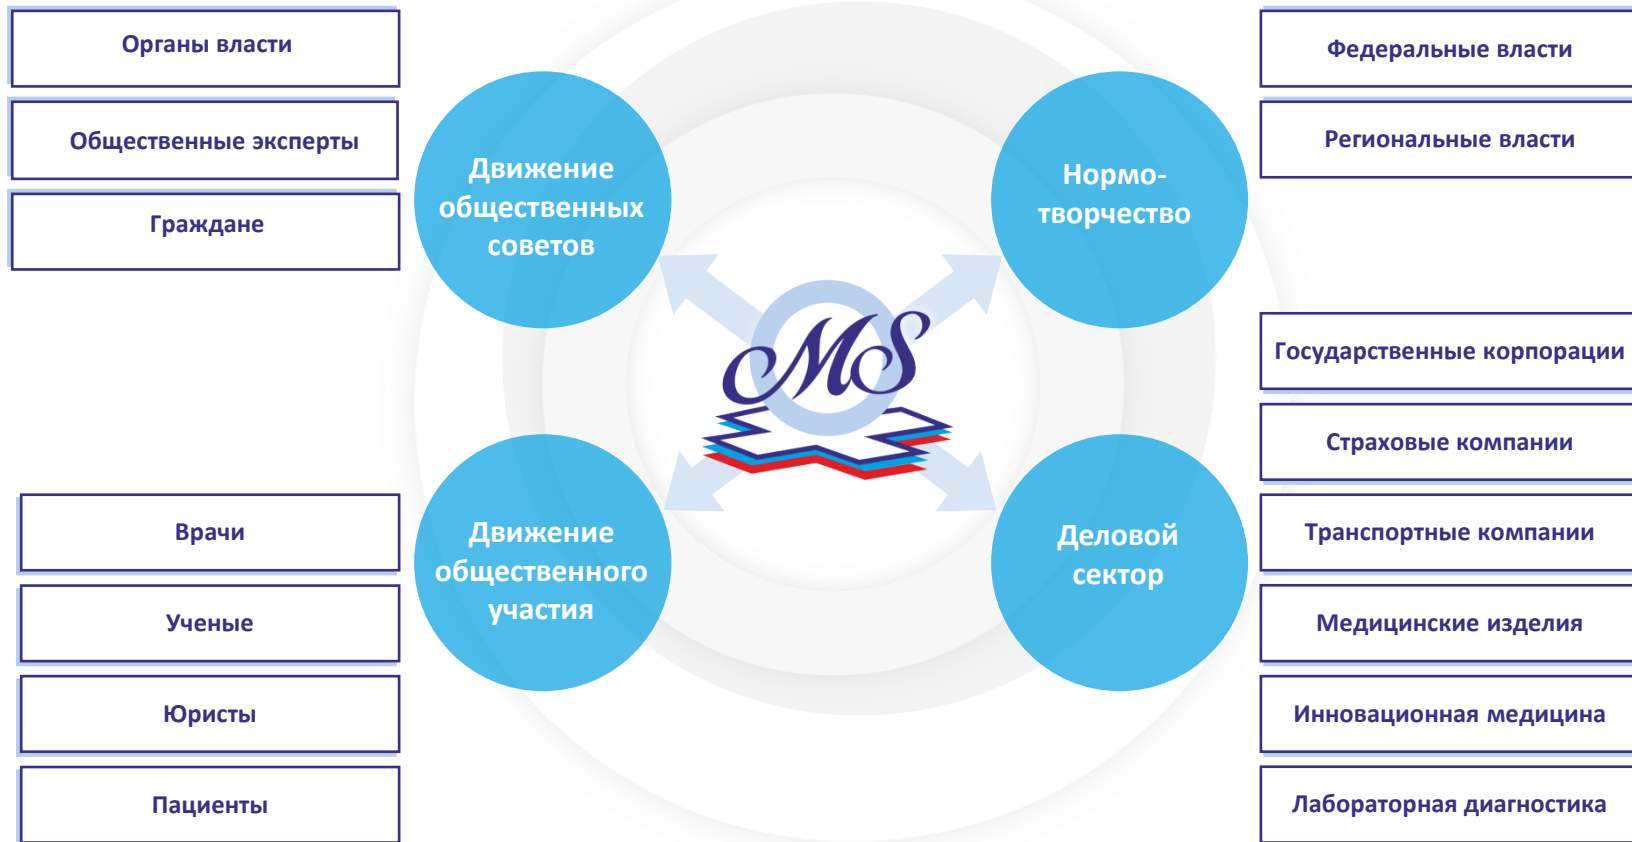 Органы власти
Общественные эксперты
Граждане
Движение
общественных
советов
Нормо-
творчество
Федеральные власти
Региональные власти
MS
Врачи
Ученые
Юристы
Пациенты
Движение
общественного
участия
Деловой
сектор
Государственные корпорации
Страховые компании
Транспортные компании
Медицинские изделия
Инновационная медицина
Лабораторная диагностика